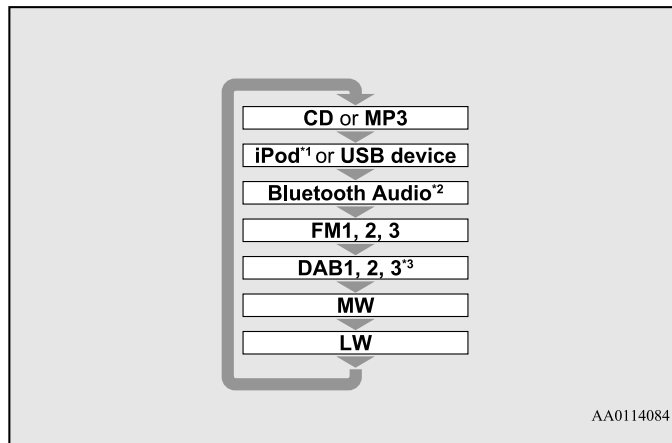 CD or MP3
iPod*1 or USB device
Bluetooth Audio*2
FM1, 2, 3
DAB1, 2, 3*3
MW
LW
AA0114084